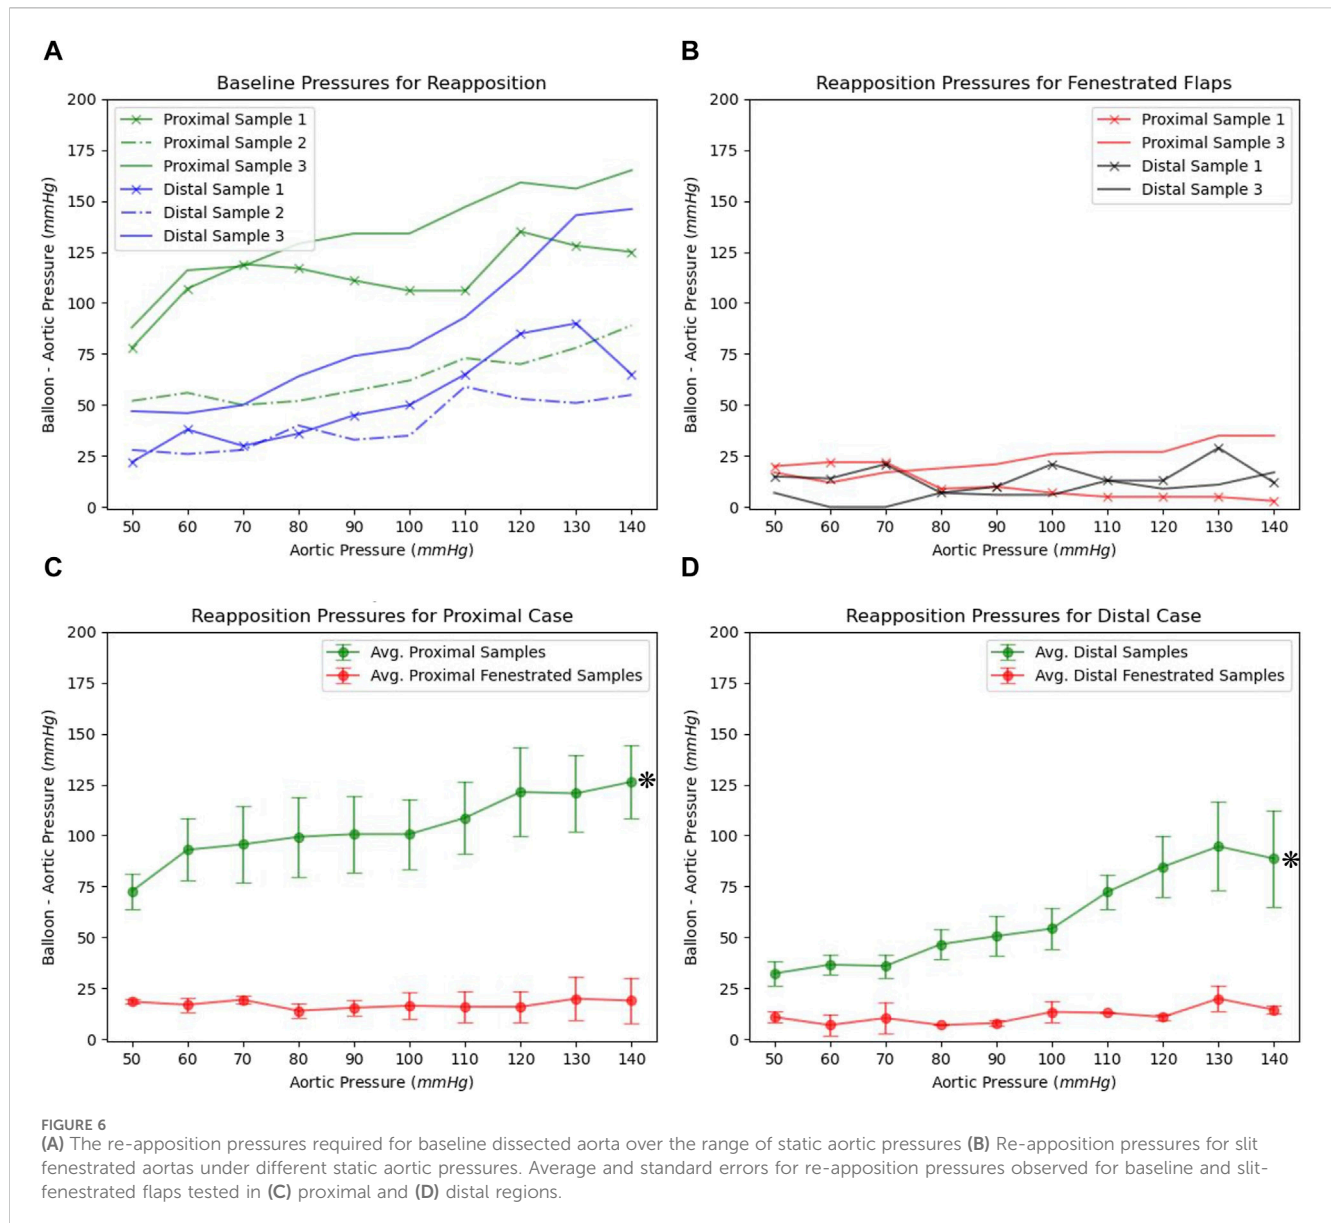 A
Baseline Pressures for Reapposition
200
175
150
125
100
75
50
25
0
Balloon - Aortic Pressure (mmHg)
Proximal Sample 1
Proximal Sample 2
Proximal Sample 3
Distal Sample 1
Distal Sample 2
Distal Sample 3
50 60 70 80 90 100 110 120 130 140
Aortic Pressure (mmHg)
B
Reapposition Pressures for Fenestrated Flaps
200
175
150
125
100
75
50
25
0
Balloon - Aortic Pressure (mmHg)
Proximal Sample 1
Proximal Sample 3
Distal Sample 1
Distal Sample 3
50 60 70 80 90 100 110 120 130 140
Aortic Pressure (mmHg)
C
Reapposition Pressures for Proximal Case
200
175
150
125
100
75
50
25
0
Balloon - Aortic Pressure (mmHg)
Avg. Proximal Samples
Avg. Proximal Fenestrated Samples
*
50 60 70 80 90 100 110 120 130 140
Aortic Pressure (mmHg)
D
Reapposition Pressures for Distal Case
200
175
150
125
100
75
50
25
0
Balloon - Aortic Pressure (mmHg)
Avg. Distal Samples
Avg. Distal Fenestrated Samples
*
50 60 70 80 90 100 110 120 130 140
Aortic Pressure (mmHg)
FIGURE 6
(A) The re-apposition pressures required for baseline dissected aorta over the range of static aortic pressures (B) Re-apposition pressures for slit
fenestrated aortas under different static aortic pressures. Average and standard errors for re-apposition pressures observed for baseline and slit-
fenestrated flaps tested in (C) proximal and (D) distal regions.